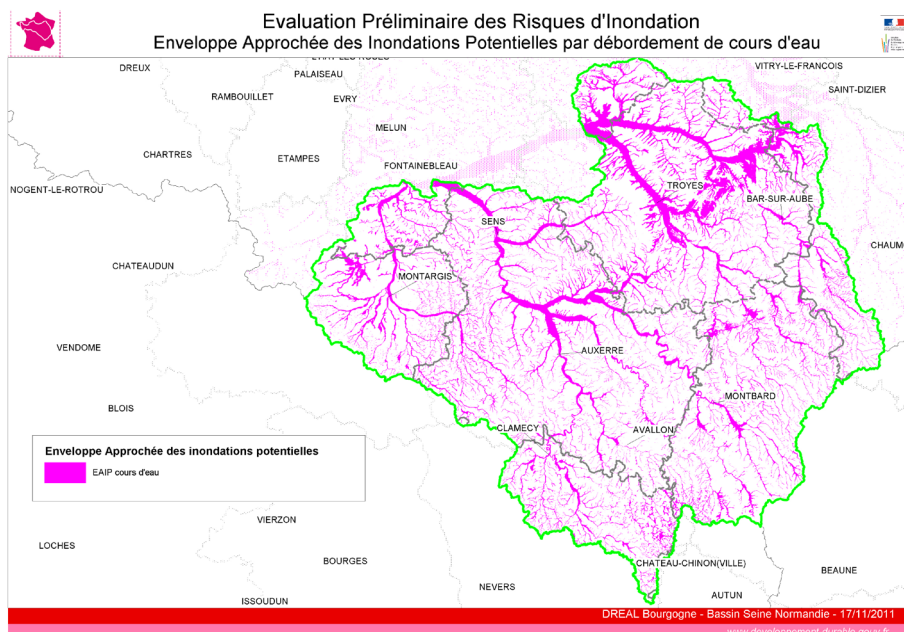 Evaluation Préliminaire des Risques d'Inondation
Enveloppe Approchée des Inondations Potentielles par débordement de cours d'eau
DREUX
PALAISEAU
VITRY-LE-FRANCOIS
RAMBOUILLET
EVRY
SAINT-DIZIER
MELUN
CHARTRES
ETAMPES
FONTAINEBLEAU
NOGENT-LE-ROTROU
TROYES
BAR-SUR-AUBE
SENS
CHAUMO
CHATEAUDUN
MONTARGIS
VENDOME
AUXERRE
BLOIS
MONTBARD
CLAMECY
AVALLON
Enveloppe Approchée des inondations potentielles
EAIP cours d'eau
VIERZON
LOCHES
BOURGES
CHATEAU-CHINON(VILLE)
BEAUNE
NEVERS
AUTUN
ISSOUDUN
DREAL Bourgogne - Bassin Seine Normandie - 17/11/2011